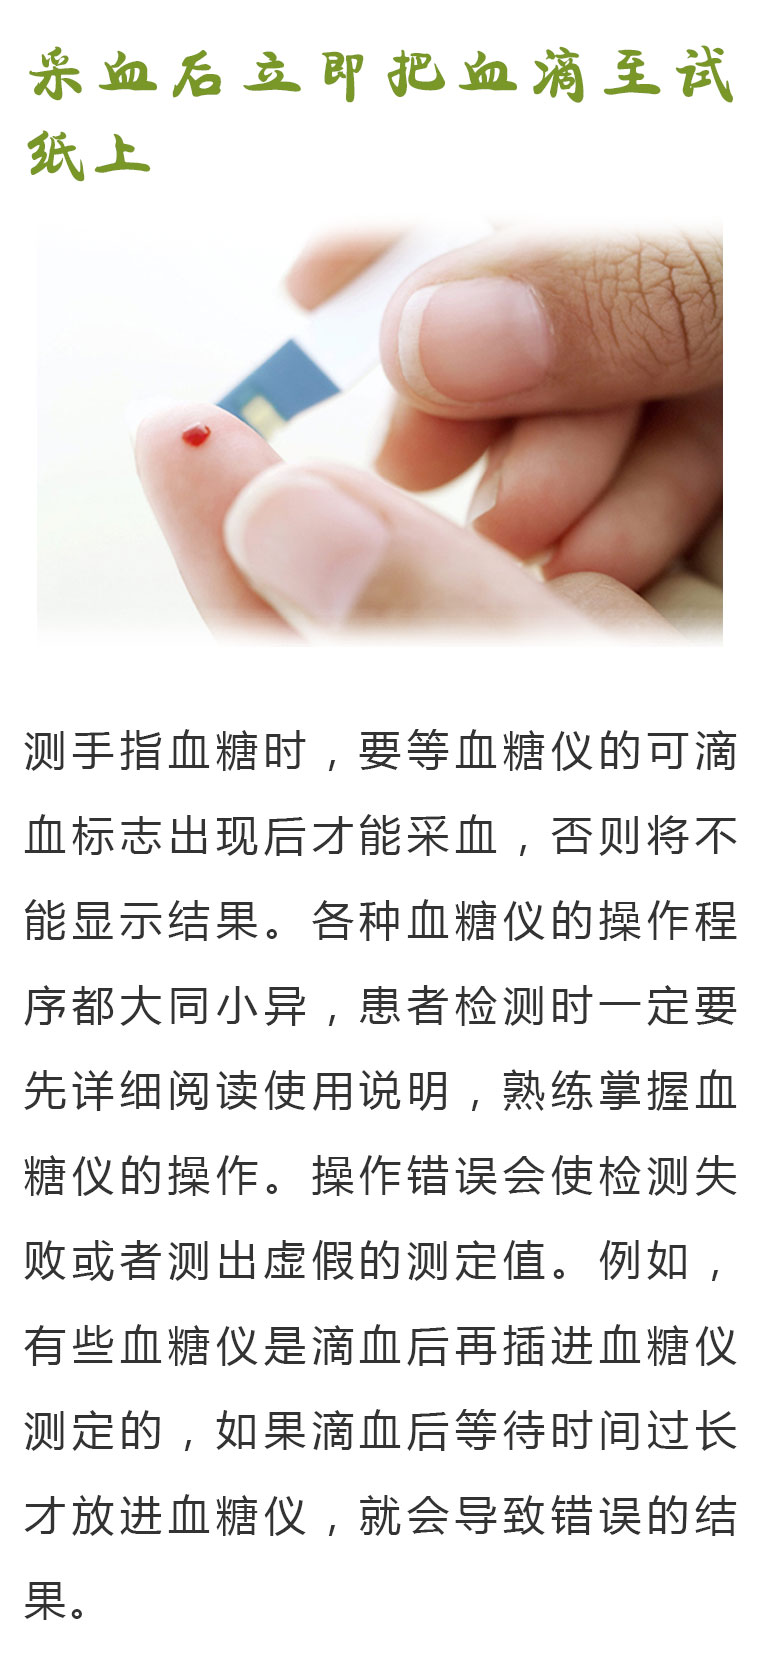 采血后立即把血滴至试
纸上
测手指血糖时，要等血糖仪的可滴
血标志出现后才能采血，否则将不
能显示结果。各种血糖仪的操作程
序都大同小异，患者检测时一定要
先详细阅读使用说明，熟练掌握血
糖仪的操作。操作错误会使检测失
败或者测出虚假的测定值。例如，
有些血糖仪是滴血后再插进血糖仪
测定的，如果滴血后等待时间过长
才放进血糖仪，就会导致错误的结
果。